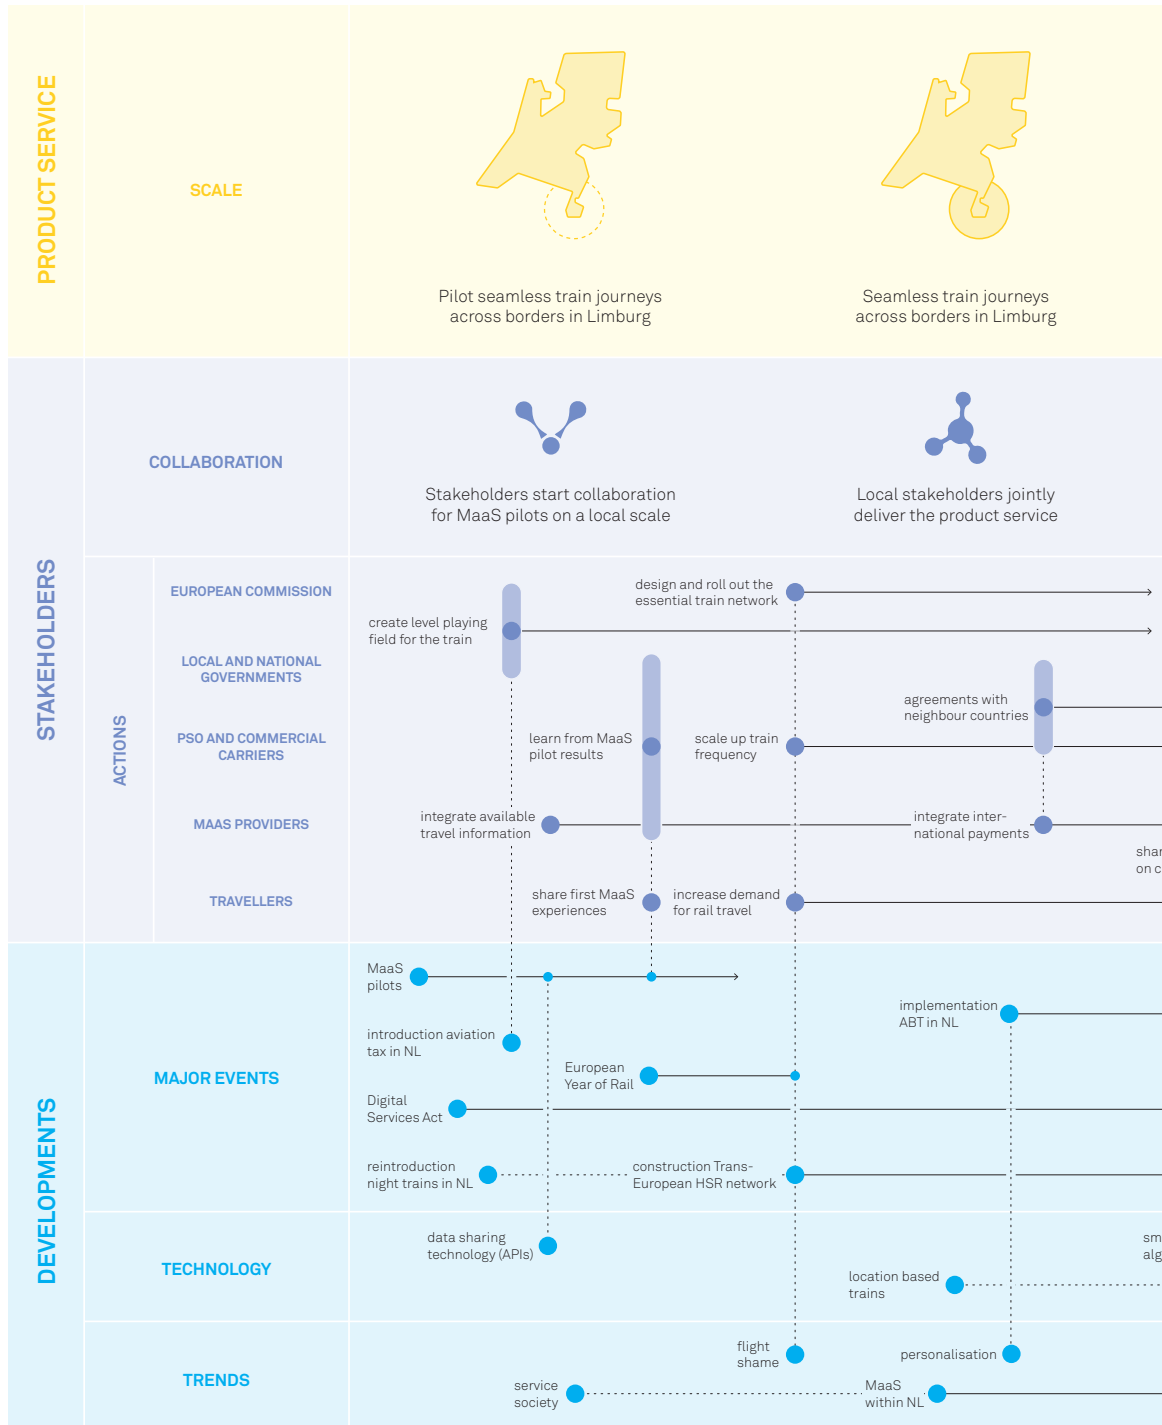 PRODUCT SERVICE
SCALE
Pilot seamless train journeys
across borders in Limburg
Seamless train journeys
across borders in Limburg
STAKEHOLDERS
COLLABORATION
Stakeholders start collaboration
for MaaS pilots on a local scale
Local stakeholders jointly
deliver the product service
ACTIONS
EUROPEAN COMMISSION
design and roll out the
essential train network
create level playing
field for the train
LOCAL AND NATIONAL
GOVERNMENTS
agreements with
neighbour countries
PSO AND COMMERCIAL
CARRIERS
learn from MaaS
pilot results
scale up train
frequency
MAAS PROVIDERS
integrate available
travel information
integrate inter-
national payments
shar
on c
TRAVELLERS
share first MaaS
experiences
increase demand
for rail travel
DEVELOPMENTS
MAJOR EVENTS
MaaS
pilots
implementation
ABT in NL
introduction aviation
tax in NL
European
Year of Rail
Digital
Services Act
reintroduction
night trains in NL
construction Trans-
European HSR network
TECHNOLOGY
data sharing
technology (APIs)
sm
alg
location based
trains
TRENDS
flight
shame
personalisation
service
society
MaaS
within NL